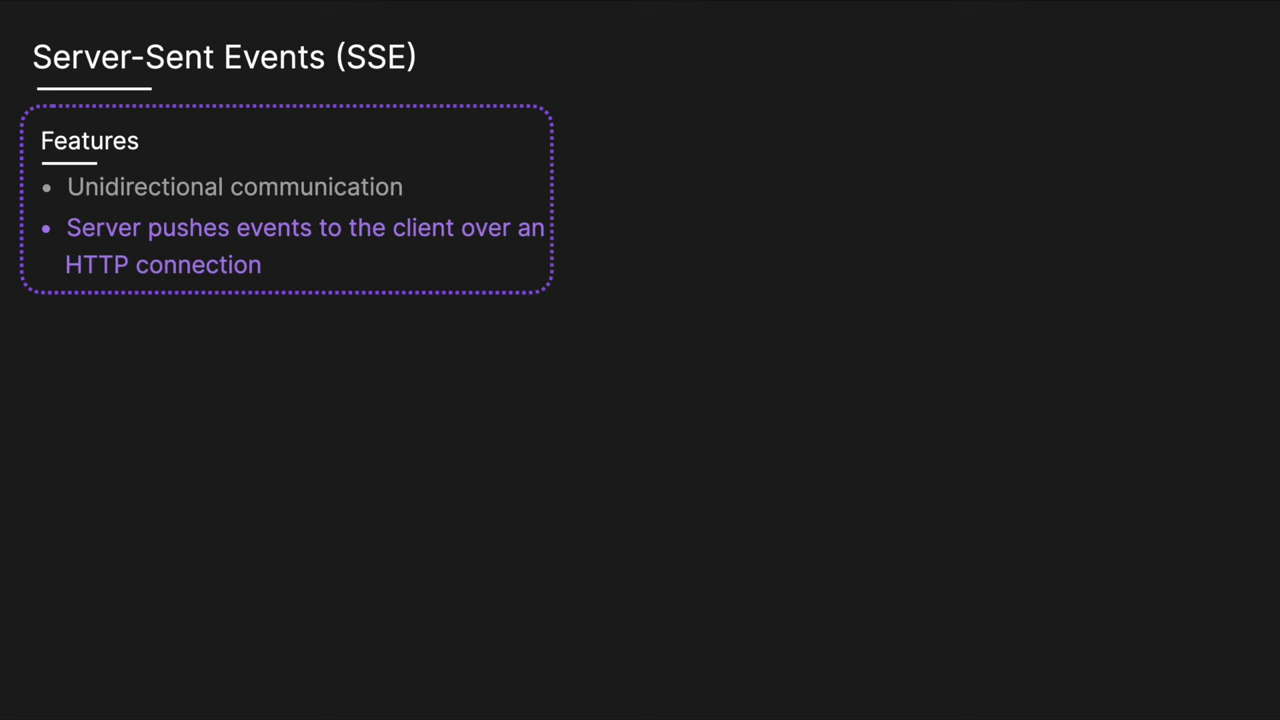 Server-Sent Events (SSE)
Features
• Unidirectional communication
• Server pushes events to the client over an
HTTP connection